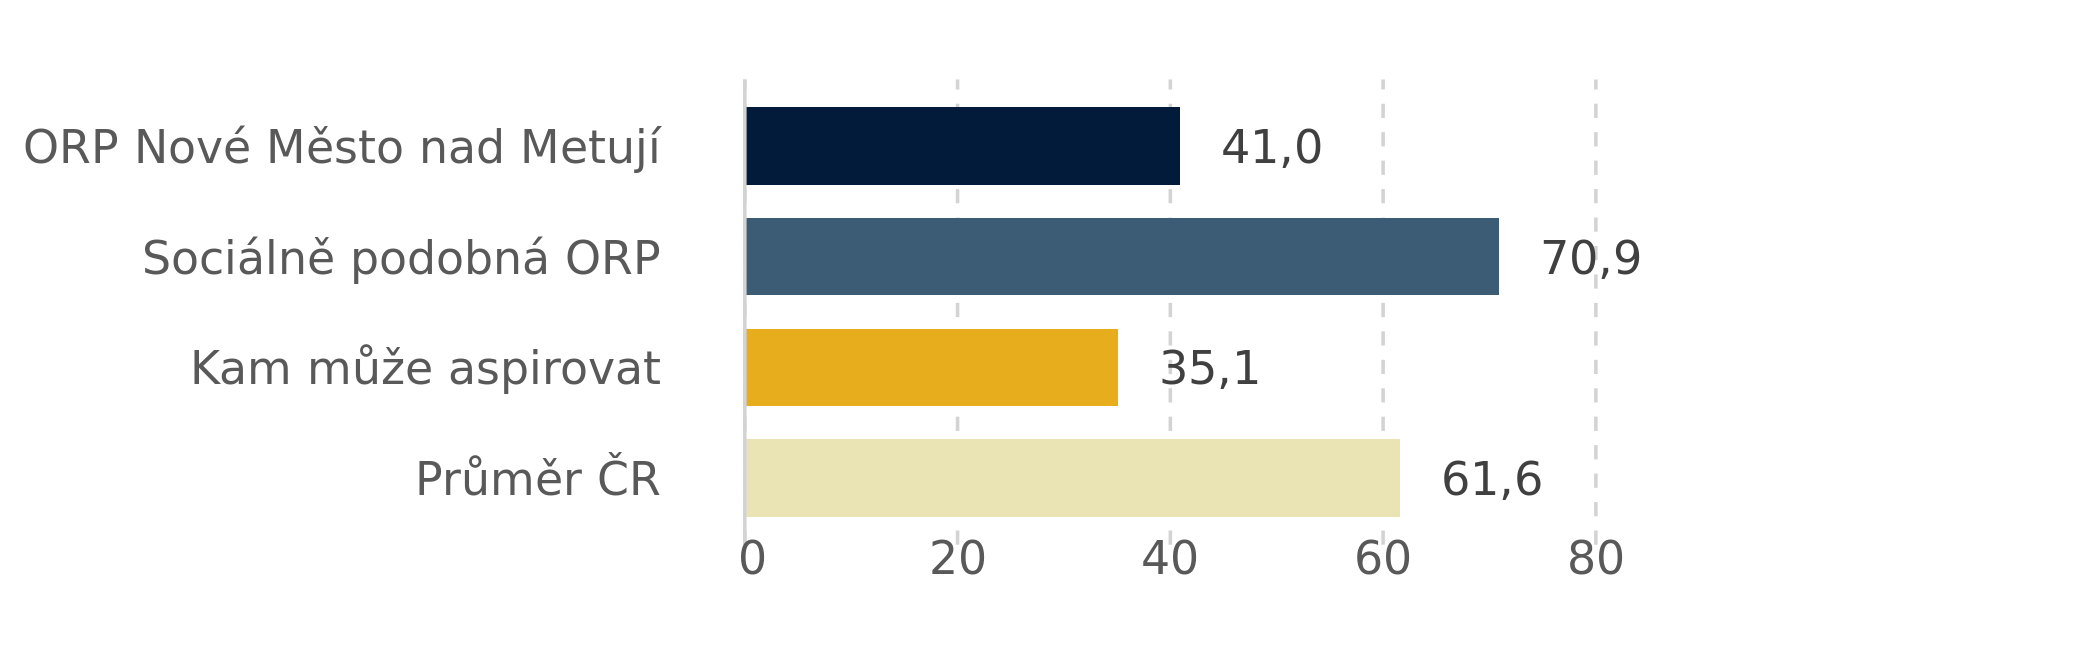 ORP Nové Město nad Metují 41,0
Sociálně podobná ORP 70,9
Kam může aspirovat 35,1
Průměr ČR 61,6
0 20 40 60 80